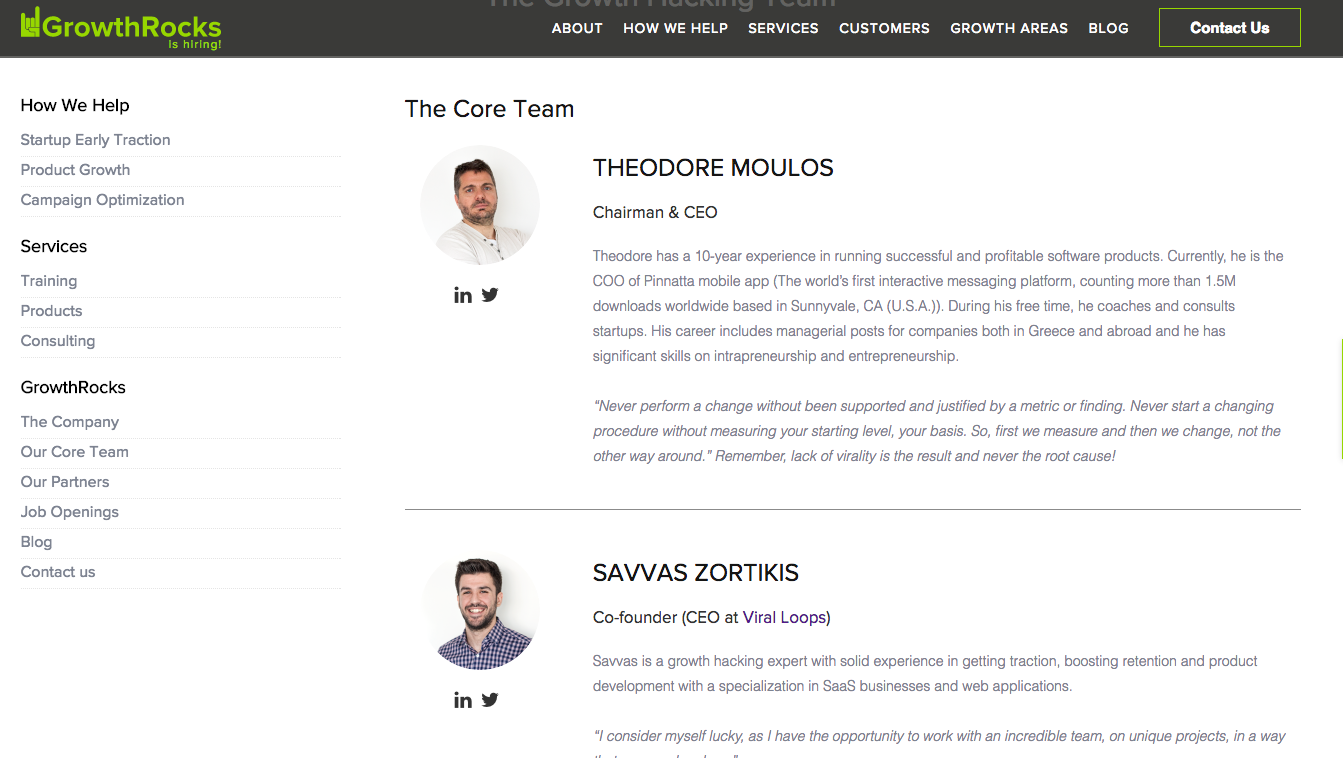 The Growth Hacking Team
GrowthRocks
is hiring!
ABOUT HOW WE HELP SERVICES CUSTOMERS GROWTH AREAS BLOG Contact Us
How We Help
Startup Early Traction
Product Growth
Campaign Optimization
Services
Training
Products
Consulting
GrowthRocks
The Company
Our Core Team
Our Partners
Job Openings
Blog
Contact us
The Core Team
THEODORE MOULOS
Chairman & CEO
Theodore has a 10-year experience in running successful and profitable software products. Currently, he is the
COO of Pinnatta mobile app (The world's first interactive messaging platform, counting more than 1.5M
downloads worldwide based in Sunnyvale, CA (U.S.A.)). During his free time, he coaches and consults
startups. His career includes managerial posts for companies both in Greece and abroad and he has
significant skills on intrapreneurship and entrepreneurship.
“Never perform a change without been supported and justified by a metric or finding. Never start a changing
procedure without measuring your starting level, your basis. So, first we measure and then we change, not the
other way around.” Remember, lack of virality is the result and never the root cause!
in
SAVVAS ZORTIKIS
Co-founder (CEO at Viral Loops)
Savvas is a growth hacking expert with solid experience in getting traction, boosting retention and product
development with a specialization in SaaS businesses and web applications.
“I consider myself lucky, as I have the opportunity to work with an incredible team, on unique projects, in a way
in